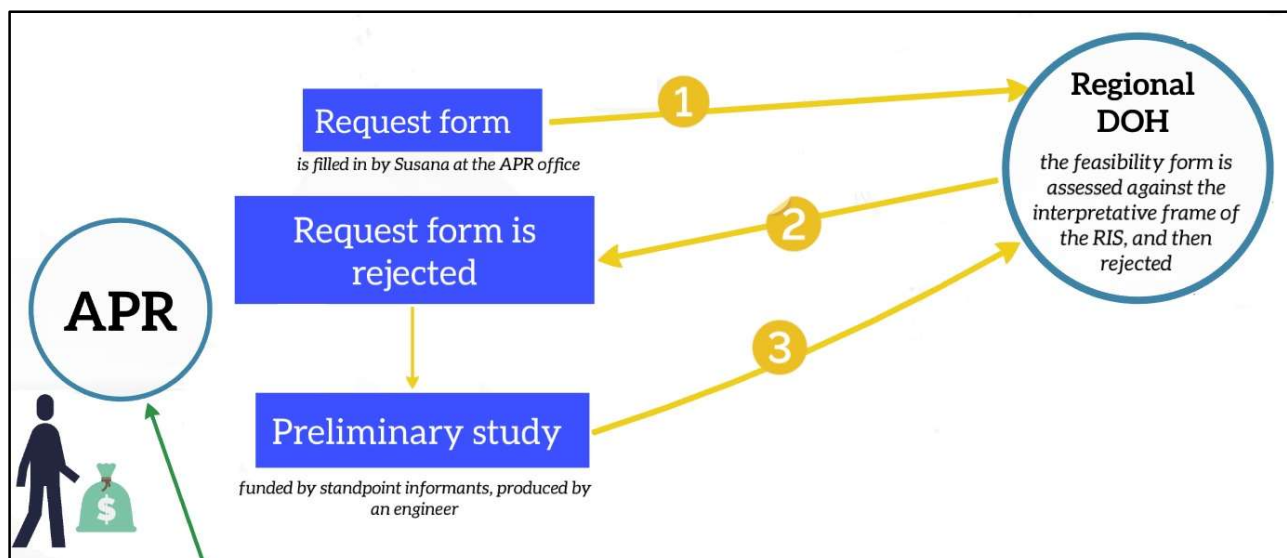 Request form
is filled in by Susana at the APR office
1
Regional
DOH
the feasibility form is
assessed against the
interpretative frame of
the RIS, and then
rejected
Request form is
rejected
2
APR
3
Preliminary study
funded by standpoint informants, produced by
an engineer
$